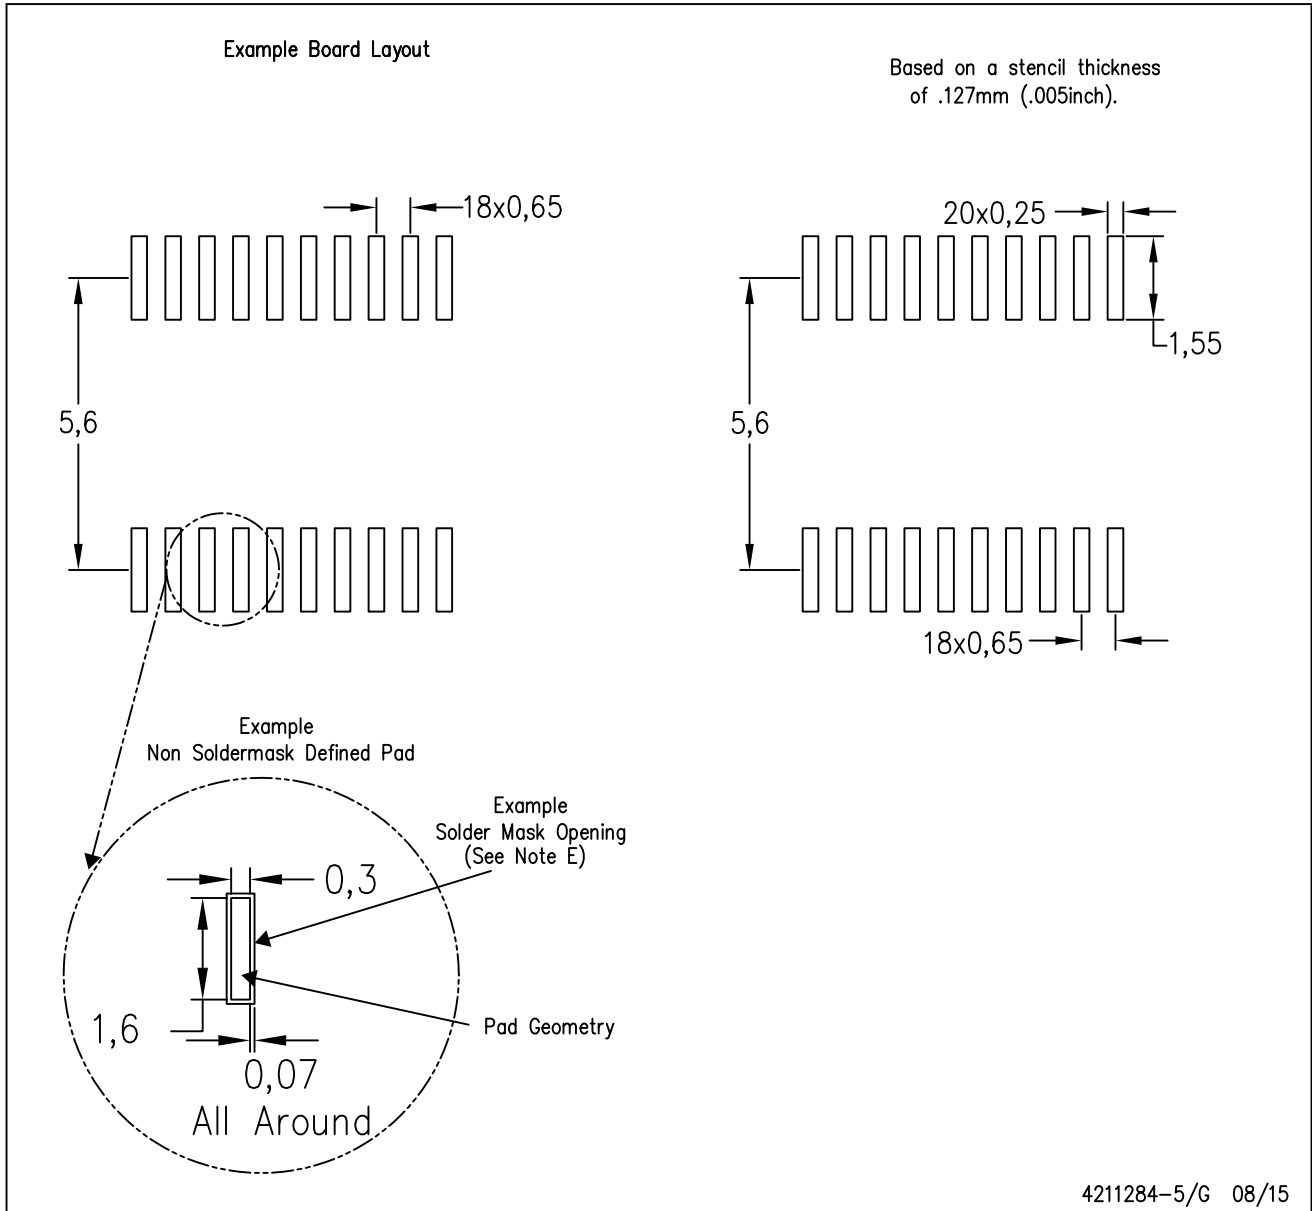 Example Board Layout
Based on a stencil thickness
of .127mm (.005inch).
18x0,65
20x0,25
1,55
5,6
5,6
18x0,65
Example
Non Soldermask Defined Pad
Example
Solder Mask Opening
(See Note E)
0,3
1,6
Pad Geometry
0,07
All Around
4211284-5/G 08/15